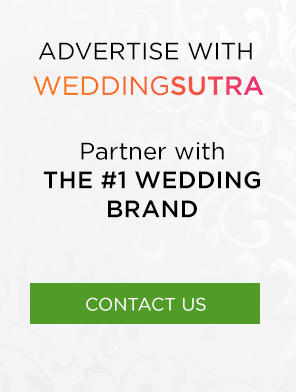 ADVERTISE WITH
WEDDINGSUTRA
Partner with
THE #1 WEDDING
BRAND
CONTACT US